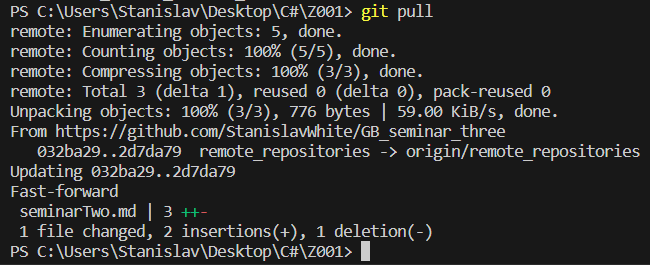 PS C:\Users\Stanislav\Desktop\C#\Z001> git pull
remote: Enumerating objects: 5, done.
remote: Counting objects: 100% (5/5), done.
remote: Compressing objects: 100% (3/3), done.
remote: Total 3 (delta 1), reused 0 (delta 0), pack-reused 0
Unpacking objects: 100% (3/3), 776 bytes | 59.00 KiB/s, done.
From https://github.com/StanislavWhite/GB_seminar_three
   032ba29..2d7da79  remote_repositories -> origin/remote_repositories
Updating 032ba29..2d7da79
Fast-forward
 seminarTwo.md | 3 ++-
 1 file changed, 2 insertions(+), 1 deletion(-)
PS C:\Users\Stanislav\Desktop\C#\Z001>